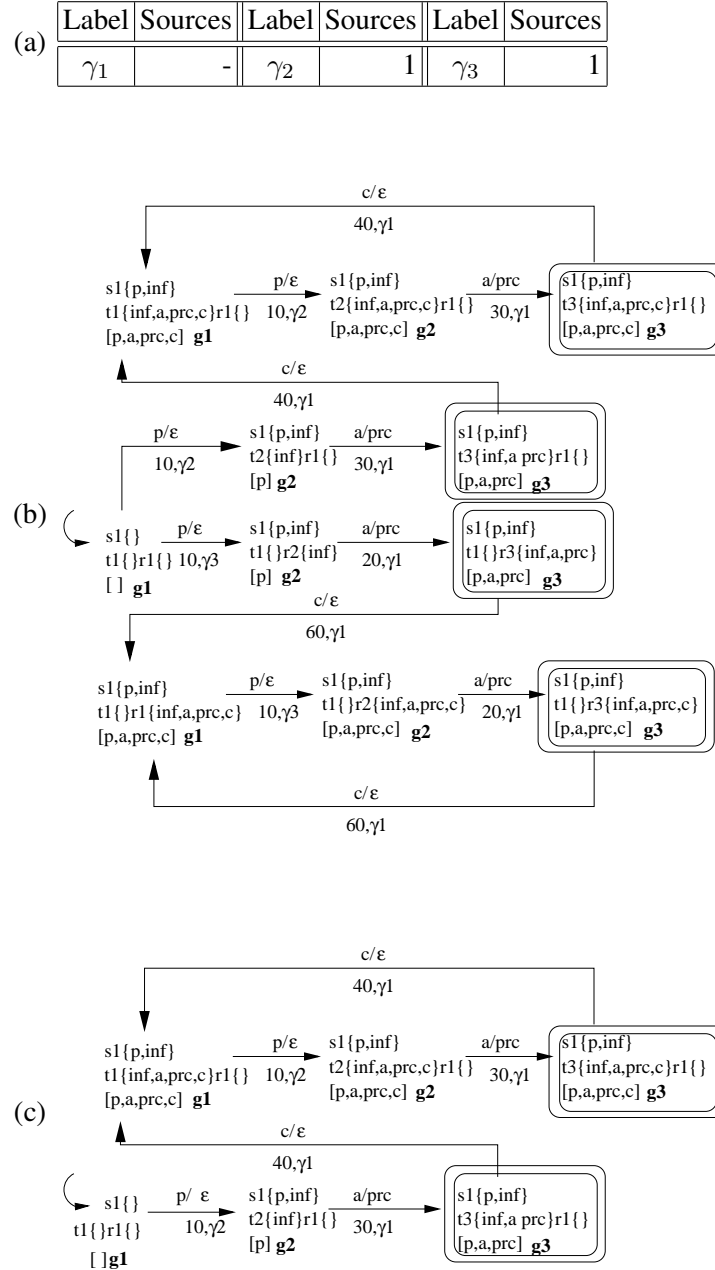 (a)
Label Sources Label Sources Label Sources
γ1 - γ2 1 γ3 1
(b)
c/ε
40,γ1
s1{p,inf}
t1{inf,a,prc,c}r1{}
[p,a,prc,c] g1
p/ε
10,γ2
s1{p,inf}
t2{inf,a,prc,c}r1{}
[p,a,prc,c] g2
a/prc
30,γ1
s1{p,inf}
t3{inf,a,prc,c}r1{}
[p,a,prc,c] g3
c/ε
40,γ1
p/ε
10,γ2
s1{p,inf}
t2{inf}r1{}
[p] g2
a/prc
30,γ1
s1{p,inf}
t3{inf,a prc}r1{}
[p,a,prc] g3
s1{}
t1{}r1{}
[ ] g1
p/ε
10,γ3
s1{p,inf}
t1{}r2{inf}
[p] g2
a/prc
20,γ1
s1{p,inf}
t1{}r3{inf,a,prc}
[p,a,prc] g3
c/ε
60,γ1
s1{p,inf}
t1{}r1{inf,a,prc,c}
[p,a,prc,c] g1
p/ε
10,γ3
s1{p,inf}
t1{}r2{inf,a,prc,c}
[p,a,prc,c] g2
a/prc
20,γ1
s1{p,inf}
t1{}r3{inf,a,prc,c}
[p,a,prc,c] g3
c/ε
60,γ1
(c)
c/ε
40,γ1
s1{p,inf}
t1{inf,a,prc,c}r1{}
[p,a,prc,c] g1
p/ε
10,γ2
s1{p,inf}
t2{inf,a,prc,c}r1{}
[p,a,prc,c] g2
a/prc
30,γ1
s1{p,inf}
t3{inf,a,prc,c}r1{}
[p,a,prc,c] g3
c/ε
40,γ1
s1{}
t1{}r1{}
[ ]g1
p/ ε
10,γ2
s1{p,inf}
t2{inf}r1{}
[p] g2
a/prc
30,γ1
s1{p,inf}
t3{inf,a prc}r1{}
[p,a,prc] g3